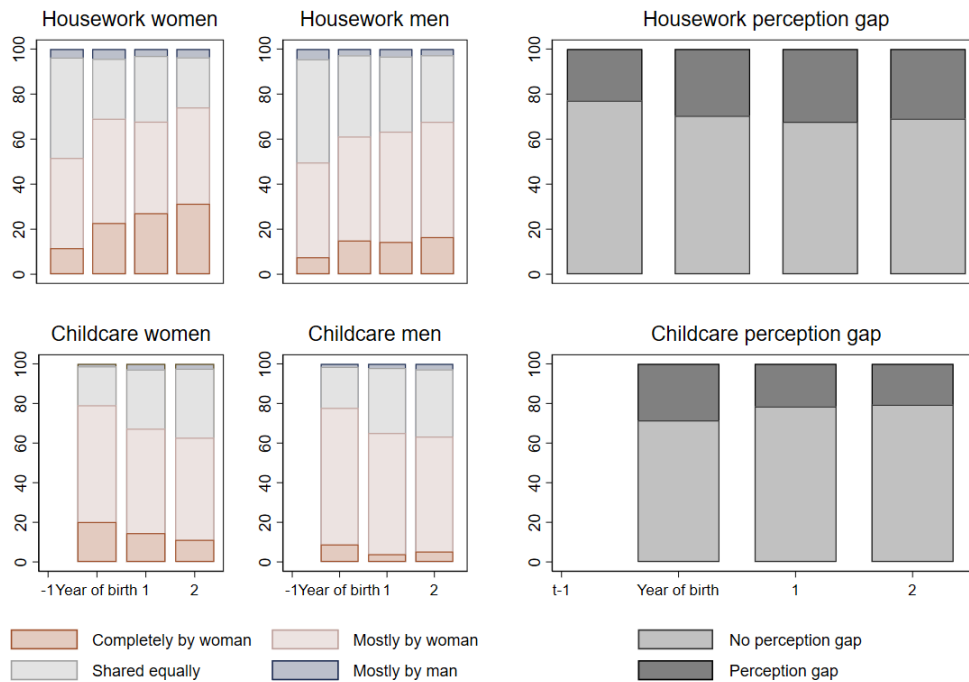 Housework women
Housework men
Housework perception gap
100
80
60
40
20
0
100
80
60
40
20
0
100
80
60
40
20
0
Childcare women
Childcare men
Childcare perception gap
100
80
60
40
20
0
-1 Year of birth 1 2
100
80
60
40
20
0
-1 Year of birth 1 2
100
80
60
40
20
0
t-1 Year of birth 1 2
Completely by woman
Mostly by woman
No perception gap
Shared equally
Mostly by man
Perception gap